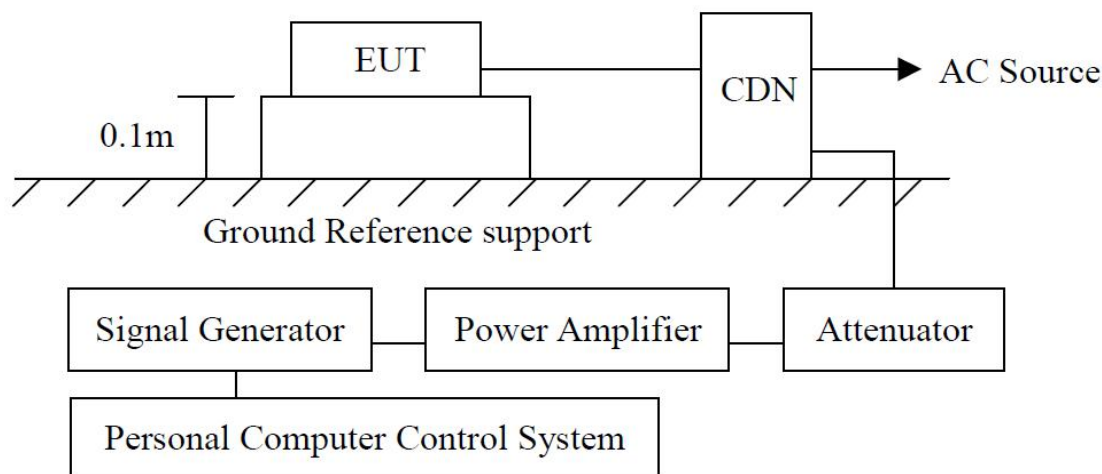 EUT
CDN
AC Source
0.1m
Ground Reference support
Signal Generator
Power Amplifier
Attenuator
Personal Computer Control System